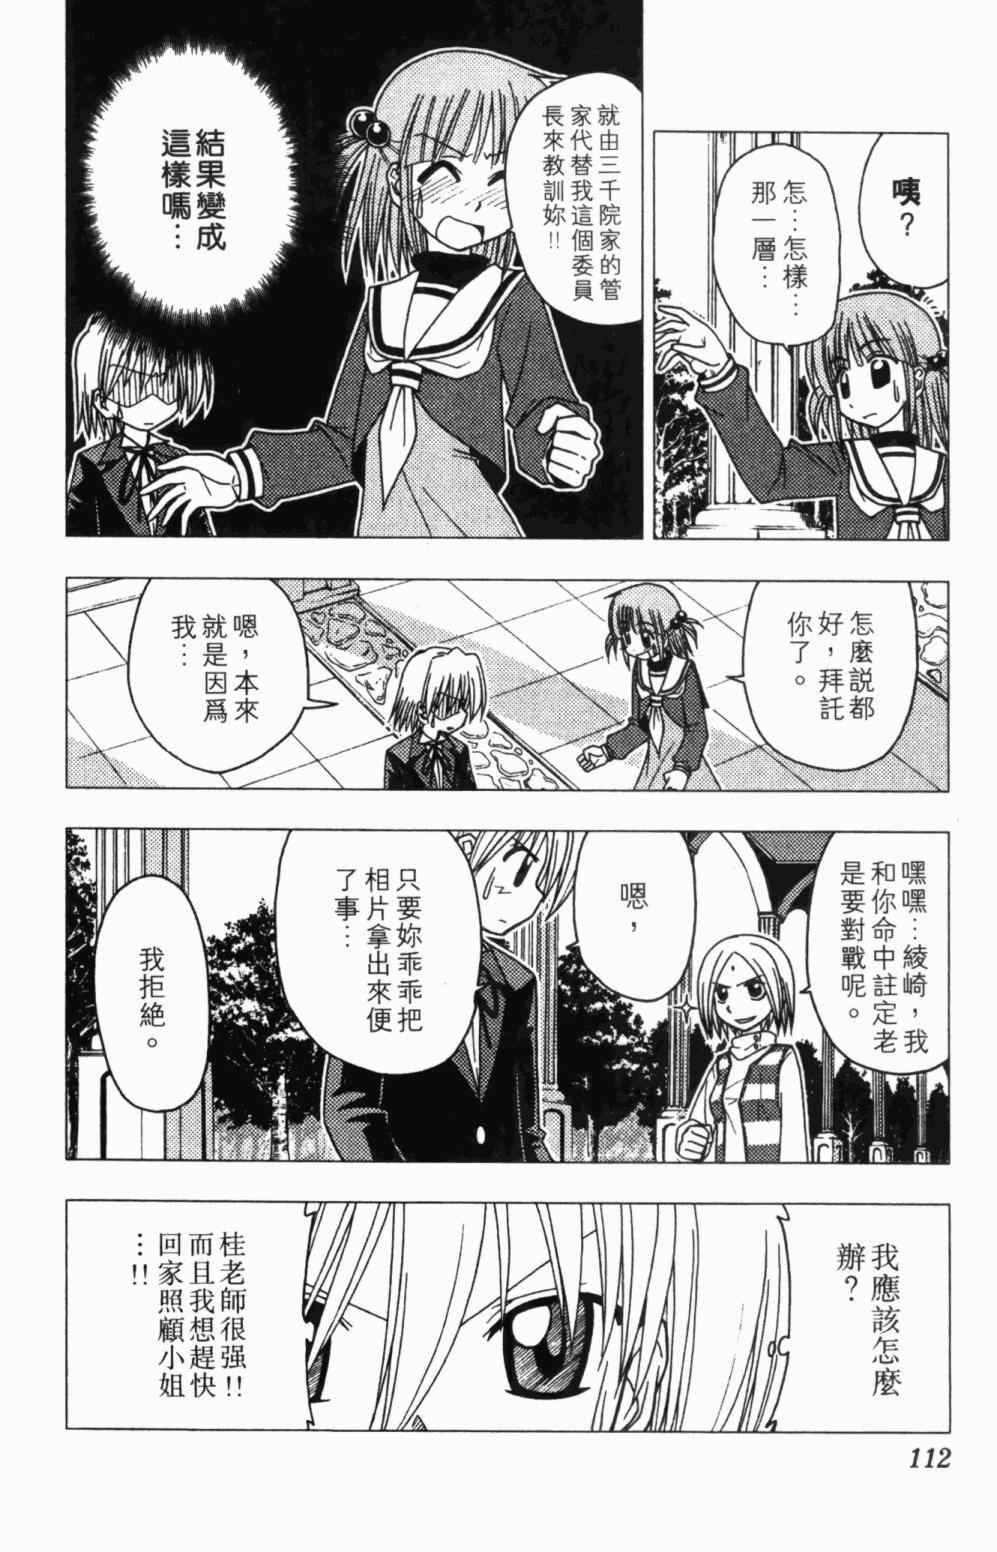 咦？
怎…怎樣…
那一層…
就由三千院家的管
家代替我這個委員
長來教訓妳!!
結果變成
這樣嗎…
怎麼說都
好，拜託
你了。
嗯，本來
就是因爲
我…
嘿嘿…綾崎，我
和你命中註定老
是要對戰呢。
嗯，
只要妳乖乖把
相片拿出來便
了事…
我拒絕。
我應該怎麼
辦？
桂老師很强!!
而且我想趕快
回家照顧小姐
…!!
112